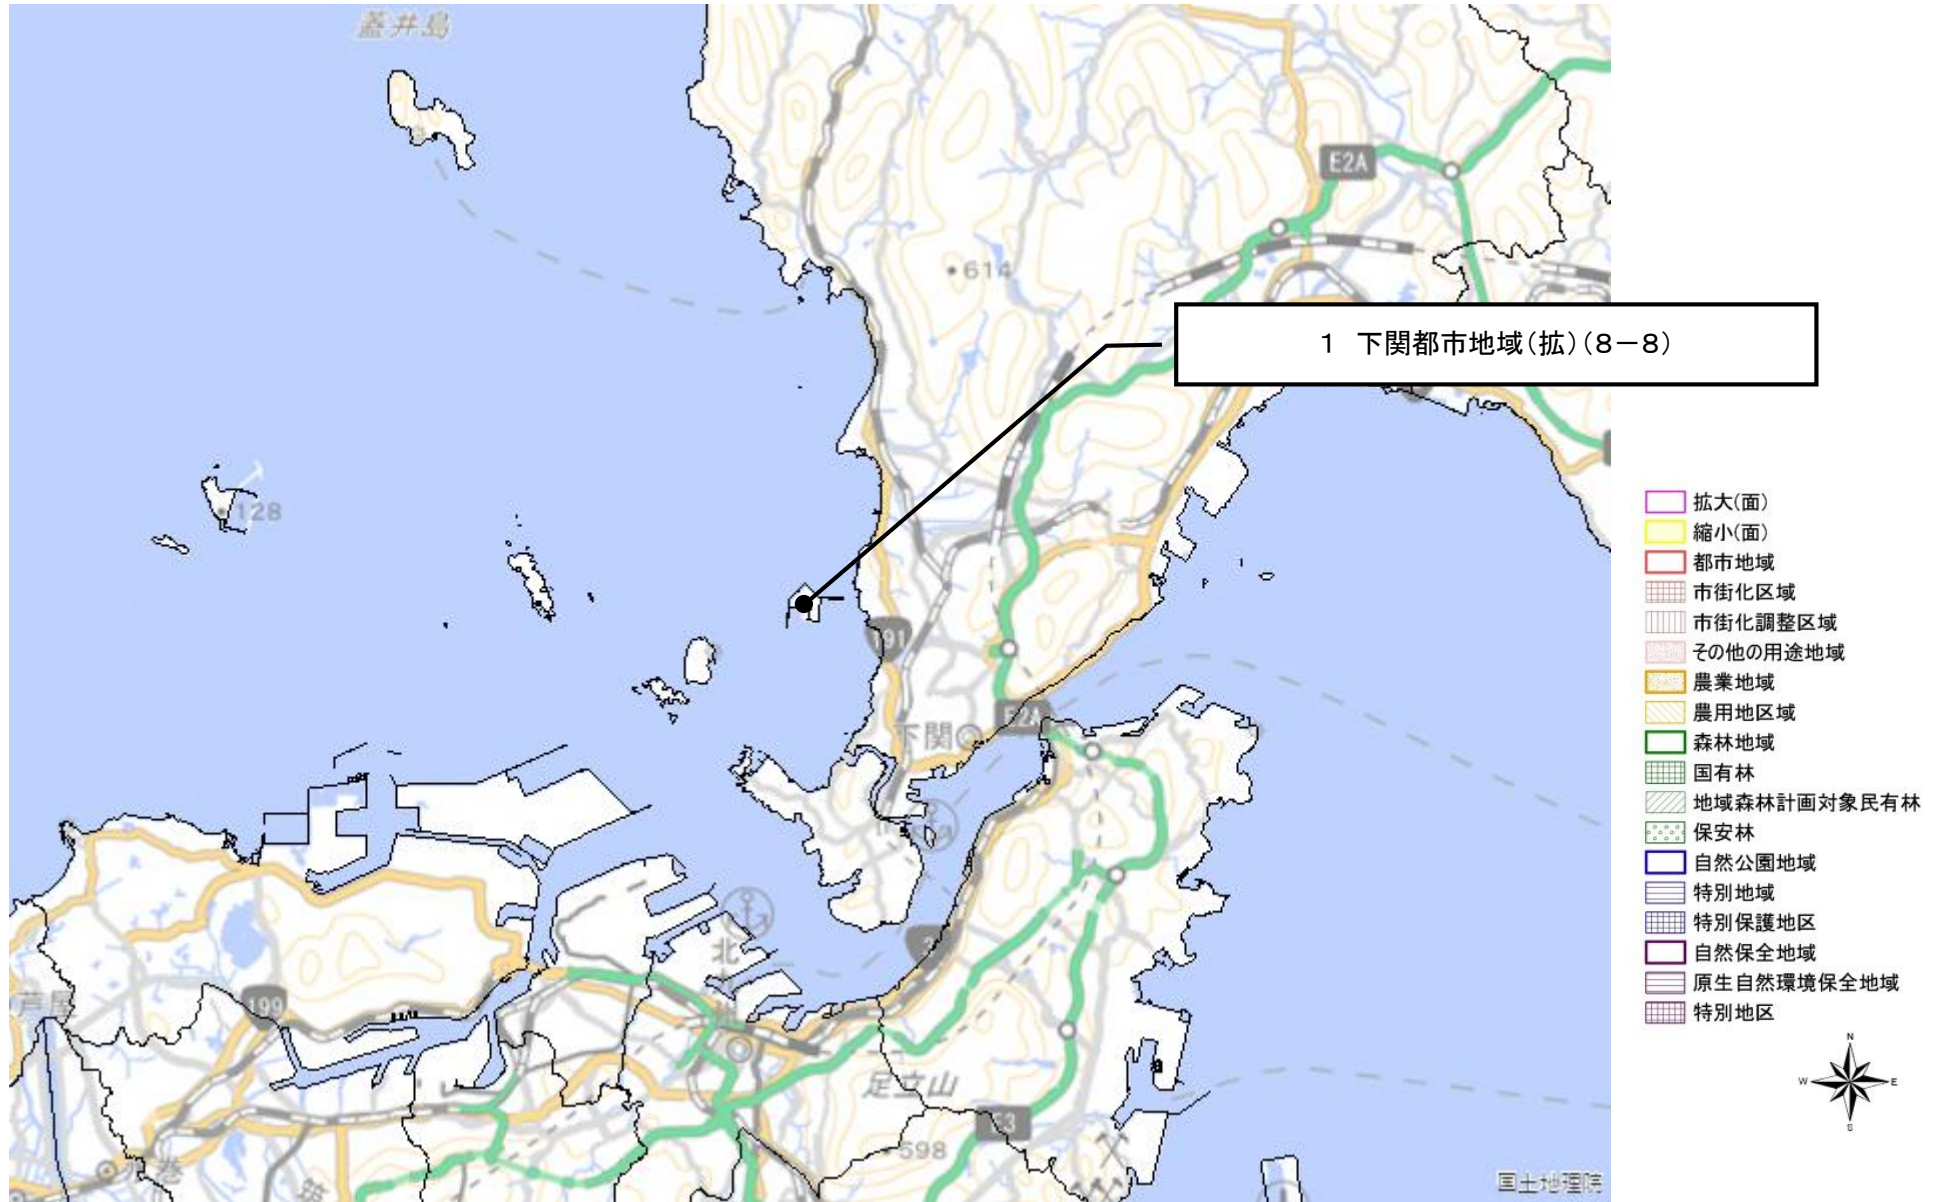 蓋井島
E2A
614
1 下関都市地域(拡)(8-8)
128
191
E2A
下関
拡大(面)
縮小(面)
都市地域
市街化区域
市街化調整区域
その他の用途地域
農業地域
農用地区域
森林地域
国有林
地域森林計画対象民有林
保安林
自然公園地域
特別地域
特別保護地区
自然保全地域
原生自然環境保全地域
特別地区
N
W
E
S
199
足立山
E3
598
国土地理院